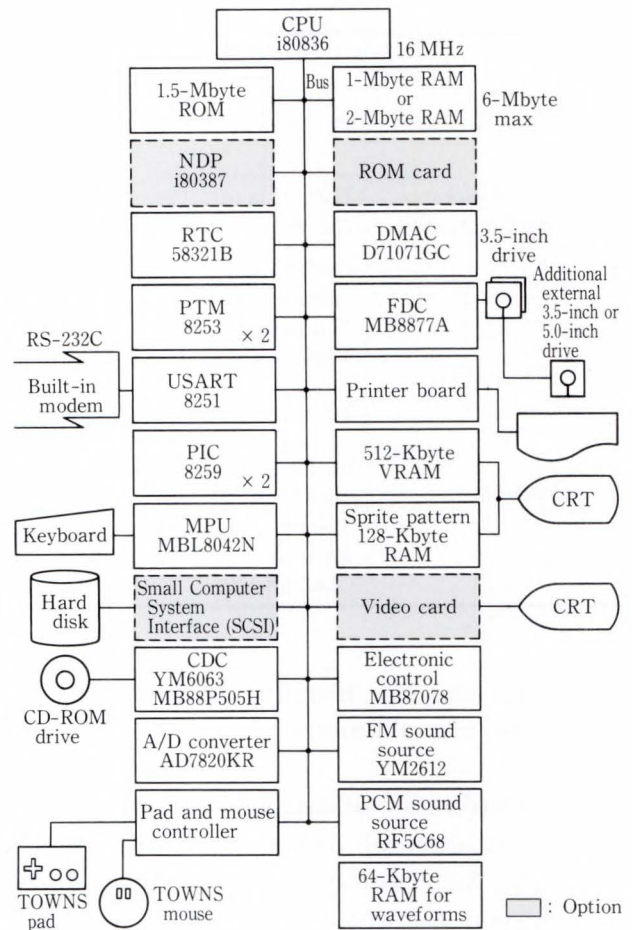 CPU
i80836
16 MHz
Bus
1.5-Mbyte
ROM
1-Mbyte RAM
or
2-Mbyte RAM
6-Mbyte
max
NDP
i80387
ROM card
RTC
58321B
DMAC
D71071GC
3.5-inch
drive
PTM
8253
× 2
FDC
MB8877A
Additional
external
3.5-inch or
5.0-inch
drive
RS-232C
Built-in
modem
USART
8251
Printer board
PIC
8259
× 2
512-Kbyte
VRAM
CRT
Keyboard
MPU
MBL8042N
Sprite pattern
128-Kbyte
RAM
Hard
disk
Small Computer
System
Interface (SCSI)
Video card
CRT
CD-ROM
drive
CDC
YM6063
MB88P505H
Electronic
control
MB87078
A/D converter
AD7820KR
FM sound
source
YM2612
Pad and mouse
controller
PCM sound
source
RF5C68
TOWNS
pad
TOWNS
mouse
64-Kbyte
RAM for
waveforms
: Option